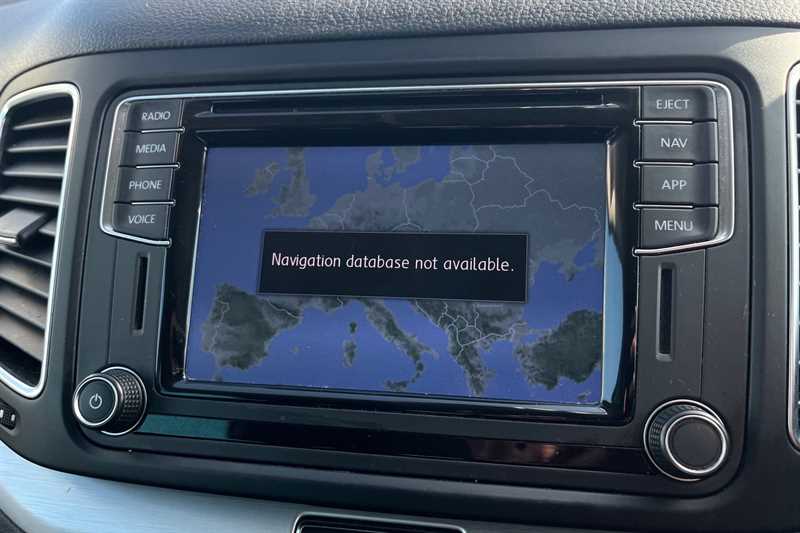 RADIO
MEDIA
PHONE
VOICE
Navigation database not available.
EJECT
NAV
APP
MENU